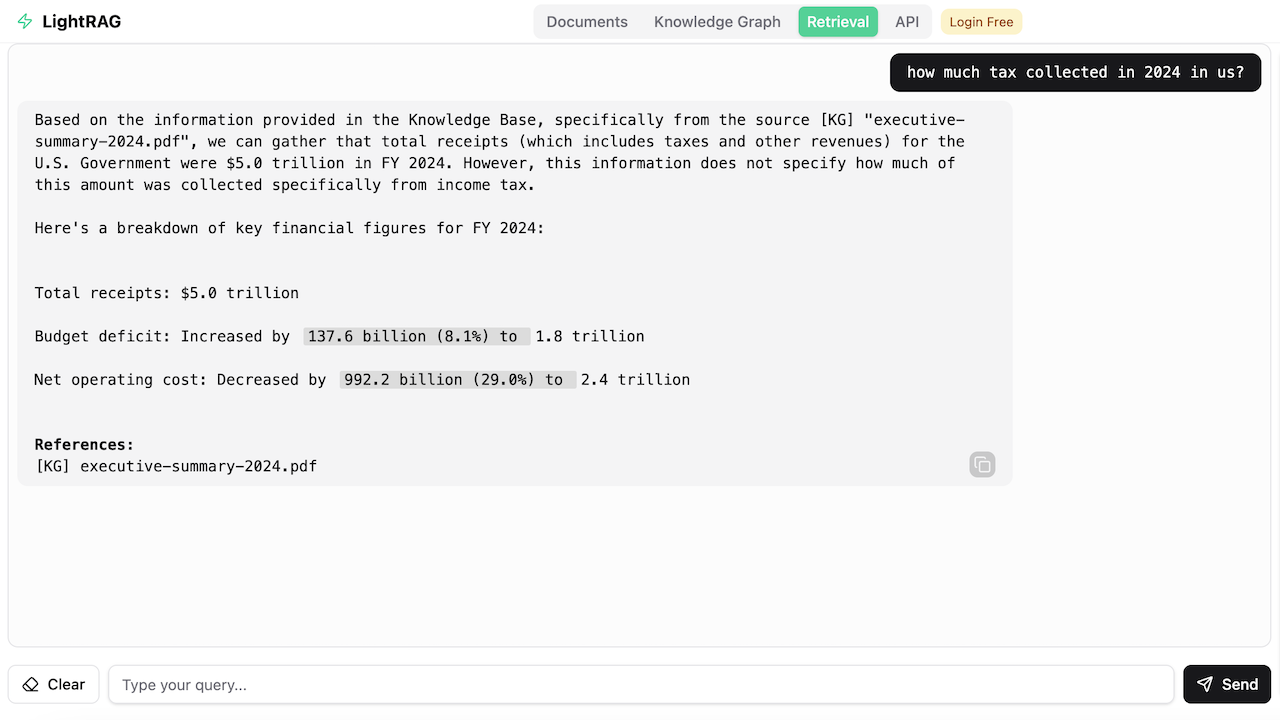 LightRAG
Documents Knowledge Graph Retrieval API Login Free
how much tax collected in 2024 in us?
Based on the information provided in the Knowledge Base, specifically from the source [KG] "executive-
summary-2024.pdf", we can gather that total receipts (which includes taxes and other revenues) for the
U.S. Government were $5.0 trillion in FY 2024. However, this information does not specify how much of
this amount was collected specifically from income tax.
Here's a breakdown of key financial figures for FY 2024:
Total receipts: $5.0 trillion
Budget deficit: Increased by 137.6 billion (8.1%) to 1.8 trillion
Net operating cost: Decreased by 992.2 billion (29.0%) to 2.4 trillion
References:
[KG] executive-summary-2024.pdf
Clear Type your query... Send